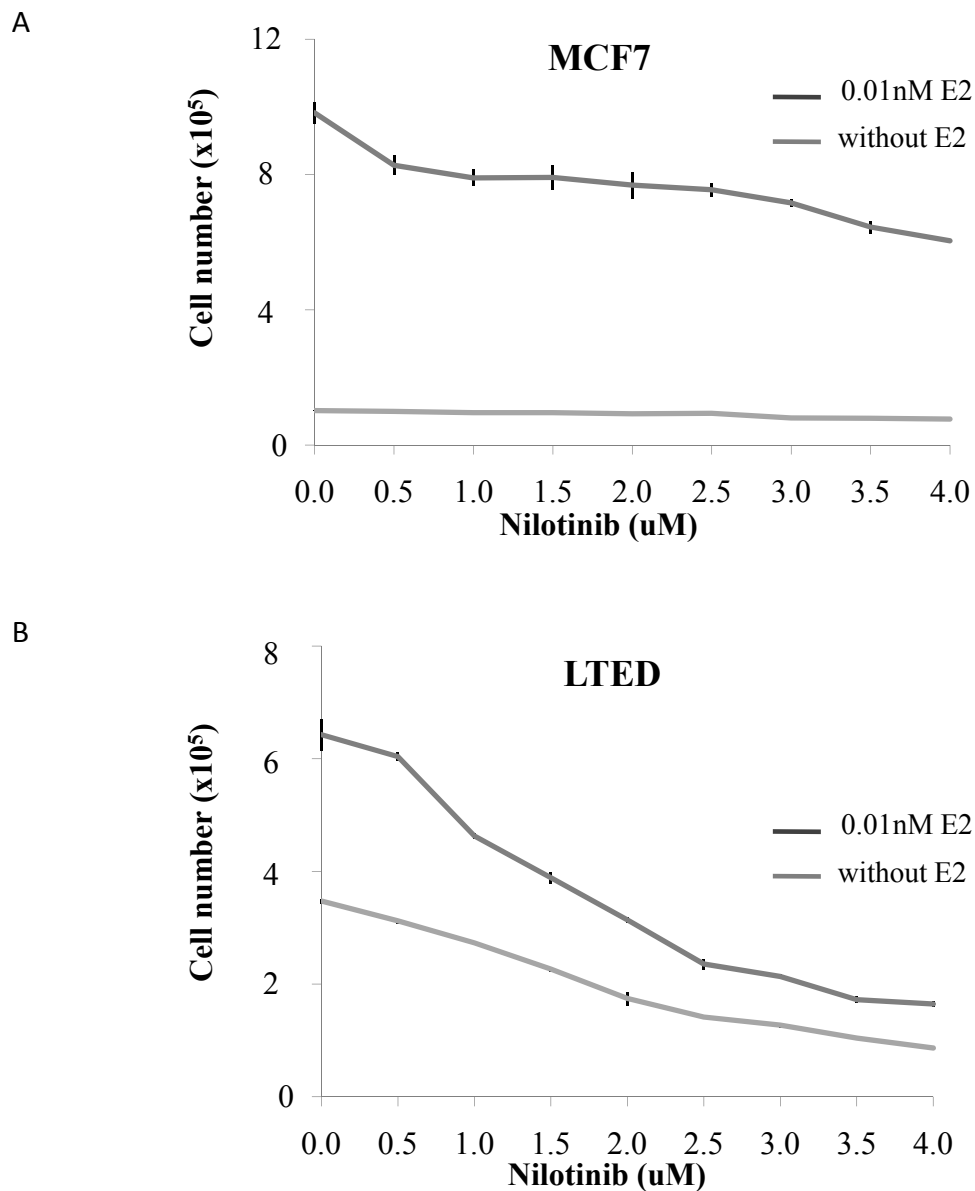 A
MCF7
12
8
4
0
Cell number (x10⁵)
0.01nM E2
without E2
0.0 0.5 1.0 1.5 2.0 2.5 3.0 3.5 4.0
Nilotinib (uM)
B
LTED
8
6
4
2
0
Cell number (x10⁵)
0.01nM E2
without E2
0.0 0.5 1.0 1.5 2.0 2.5 3.0 3.5 4.0
Nilotinib (uM)